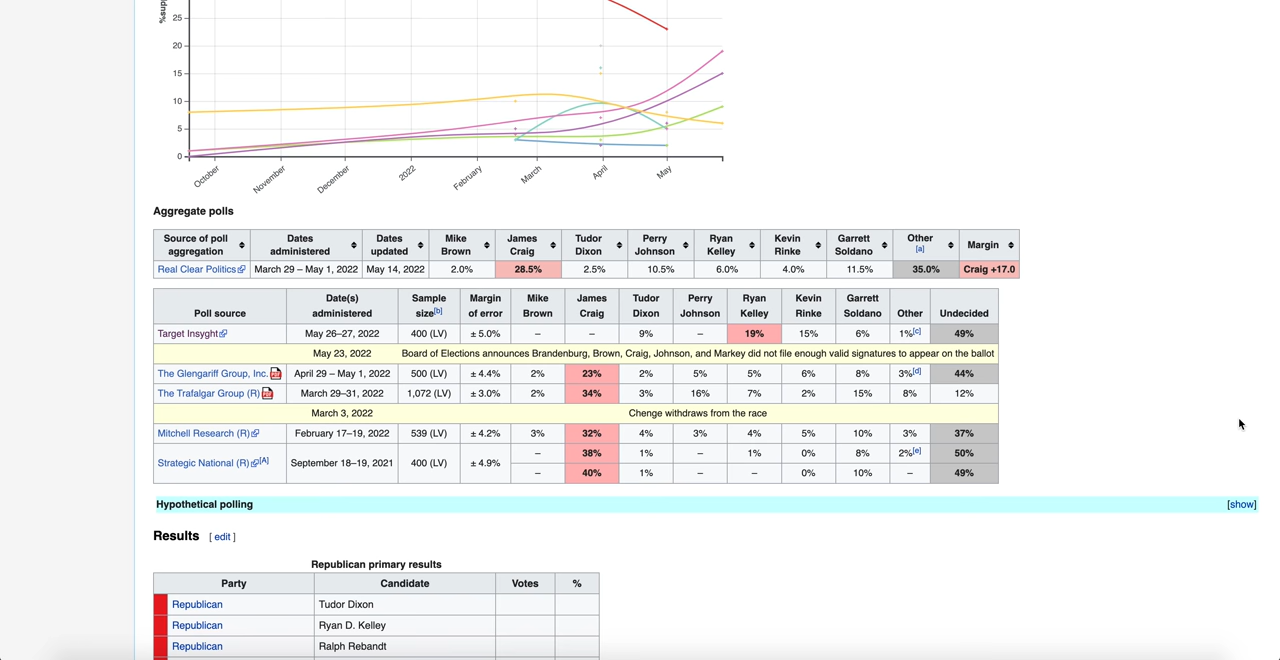 %supp
25
20
15
10
5
0
October
November
December
2022
February
March
April
May
Aggregate polls
Source of poll aggregation Dates administered Dates updated Mike Brown James Craig Tudor Dixon Perry Johnson Ryan Kelley Kevin Rinke Garrett Soldano Other [a] Margin
Real Clear Politics March 29 – May 1, 2022 May 14, 2022 2.0% 28.5% 2.5% 10.5% 6.0% 4.0% 11.5% 35.0% Craig +17.0
Poll source Date(s) administered Sample size[b] Margin of error Mike Brown James Craig Tudor Dixon Perry Johnson Ryan Kelley Kevin Rinke Garrett Soldano Other Undecided
Target Insyght May 26–27, 2022 400 (LV) ± 5.0% – – 9% – 19% 15% 6% 1%[c] 49%
May 23, 2022 Board of Elections announces Brandenburg, Brown, Craig, Johnson, and Markey did not file enough valid signatures to appear on the ballot
The Glengariff Group, Inc. April 29 – May 1, 2022 500 (LV) ± 4.4% 2% 23% 2% 5% 5% 6% 8% 3%[d] 44%
The Trafalgar Group (R) March 29–31, 2022 1,072 (LV) ± 3.0% 2% 34% 3% 16% 7% 2% 15% 8% 12%
March 3, 2022 Chenge withdraws from the race
Mitchell Research (R) February 17–19, 2022 539 (LV) ± 4.2% 3% 32% 4% 3% 4% 5% 10% 3% 37%
Strategic National (R)[A] September 18–19, 2021 400 (LV) ± 4.9% – 38% 1% – 1% 0% 8% 2%[e] 50%
– 40% 1% – – 0% 10% – 49%
Hypothetical polling [show]
Results [ edit ]
Republican primary results
Party Candidate Votes %
Republican Tudor Dixon
Republican Ryan D. Kelley
Republican Ralph Rebandt